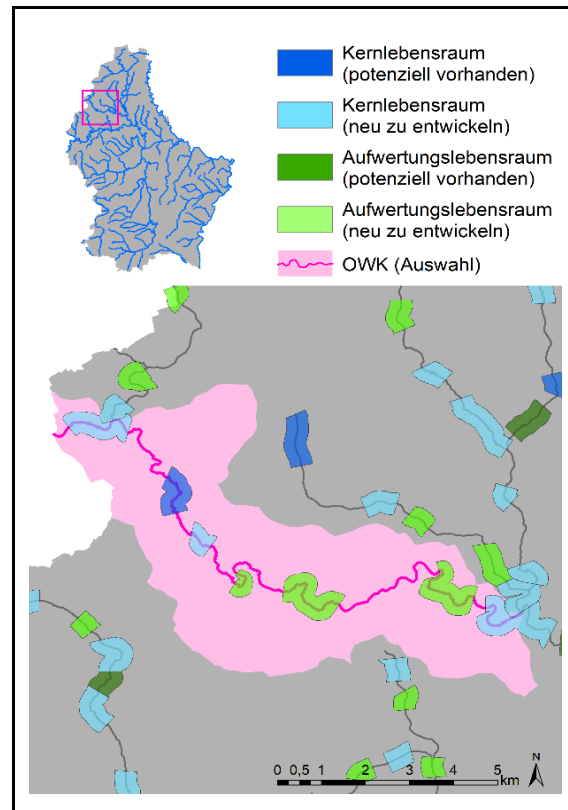 Kernlebensraum
(potenziell vorhanden)
Kernlebensraum
(neu zu entwickeln)
Aufwertungslebensraum
(potenziell vorhanden)
Aufwertungslebensraum
(neu zu entwickeln)
OWK (Auswahl)
0 0,5 1 2 3 4 5
km
N